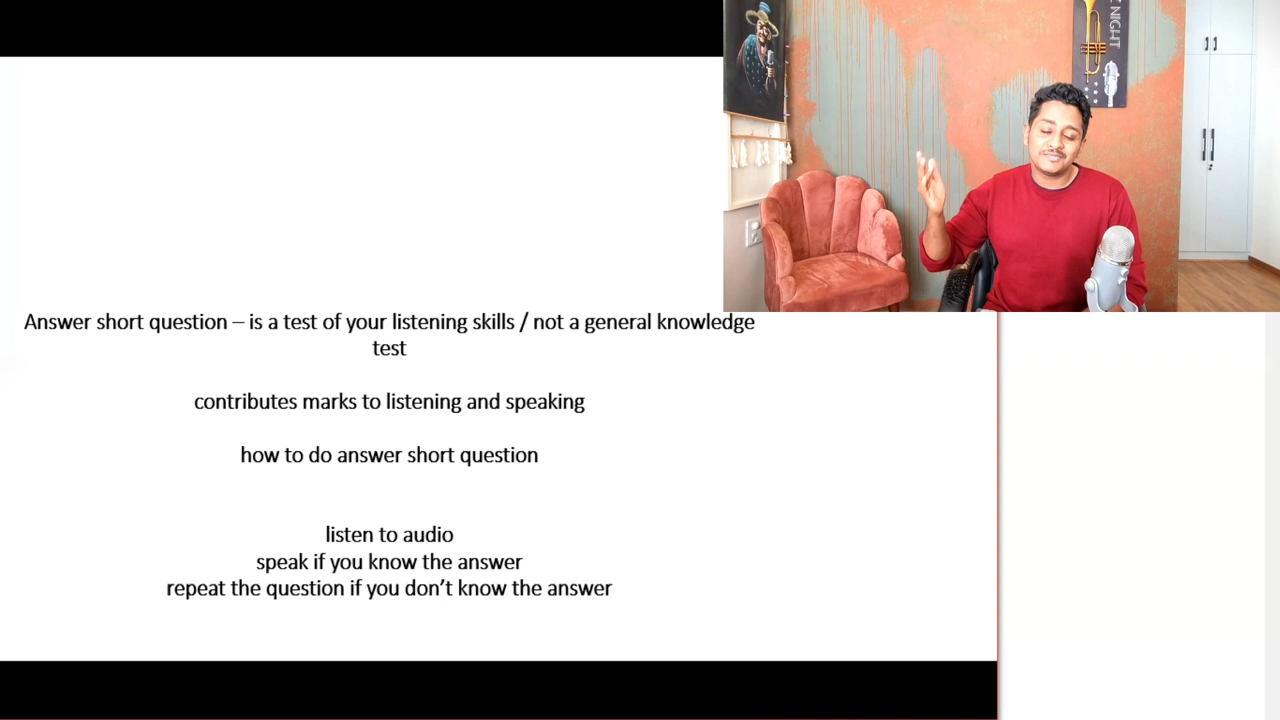 NIGHT
Answer short question – is a test of your listening skills / not a general knowledge
test
contributes marks to listening and speaking
how to do answer short question
listen to audio
speak if you know the answer
repeat the question if you don't know the answer